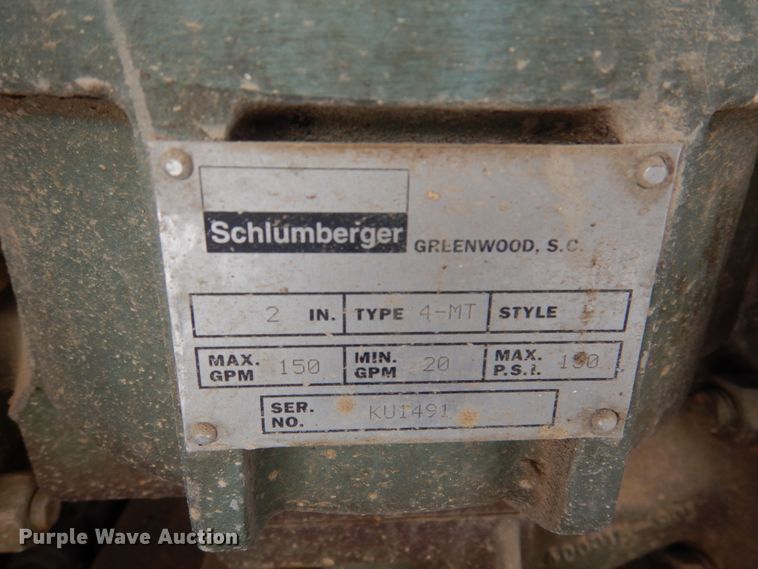 Schlumberger
GREENWOOD, S.C.
2 IN. TYPE 4-MT STYLE
MAX. GPM 150 MIN. GPM 20 MAX. P.S.I. 150
SER. NO. KU1491
Purple Wave Auction